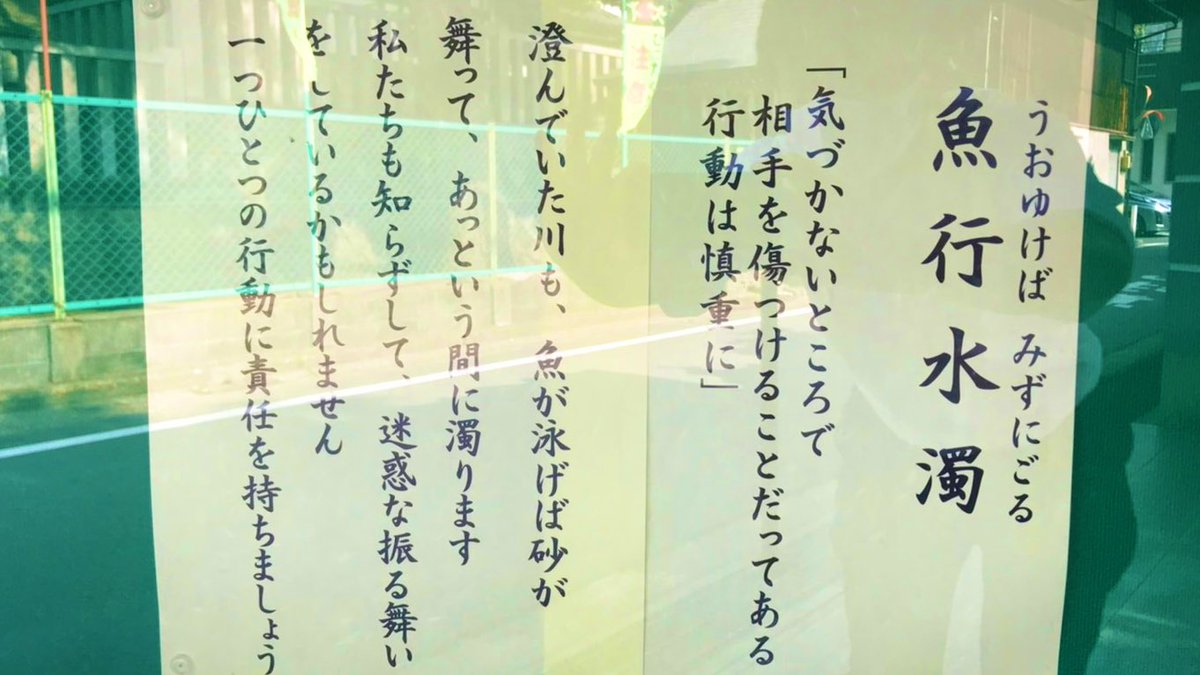 うおゆけば みずにごる
魚行水濁
「気づかないところで
相手を傷つけることだってある
行動は慎重に」
澄んでいた川も、魚が泳げば砂が
舞って、あっという間に濁ります
私たちも知らずして、迷惑な振る舞い
をしているかもしれません
一つひとつの行動に責任を持ちましょう